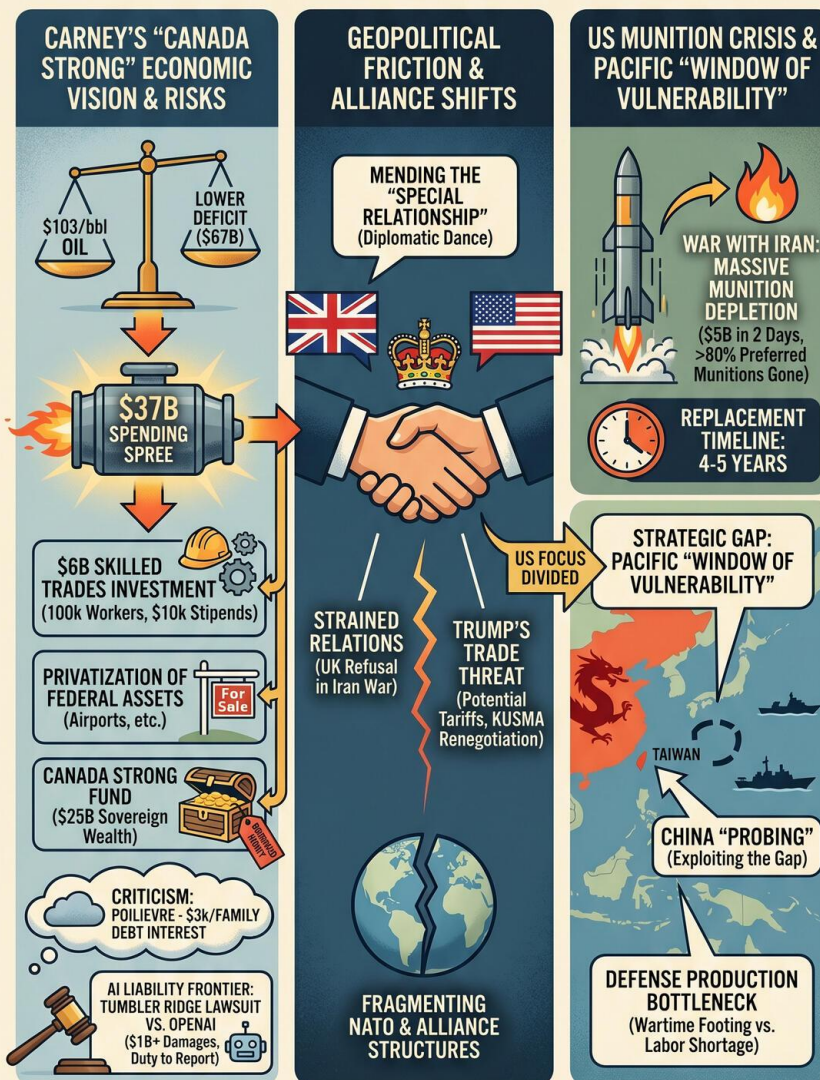 CARNEY'S “CANADA
STRONG” ECONOMIC
VISION & RISKS
$103/bbl
OIL
LOWER
DEFICIT
($67B)
$37B
SPENDING
SPREE
$6B SKILLED
TRADES INVESTMENT
(100k Workers, $10k Stipends)
PRIVATIZATION OF
FEDERAL ASSETS
(Airports, etc.)
For
Sale
CANADA STRONG
FUND
($25B Sovereign
Wealth)
BORROWED
MONEY
CRITICISM:
POILIEVRE - $3k/FAMILY
DEBT INTEREST
AI LIABILITY FRONTIER:
TUMBLER RIDGE LAWSUIT
VS. OPENAI
($1B+ Damages,
Duty to Report)
GEOPOLITICAL
FRICTION &
ALLIANCE SHIFTS
MENDING THE
“SPECIAL
RELATIONSHIP”
(Diplomatic Dance)
US FOCUS
DIVIDED
STRAINED
RELATIONS
(UK Refusal
in Iran War)
TRUMP'S
TRADE
THREAT
(Potential
Tariffs, KUSMA
Renegotiation)
FRAGMENTING
NATO & ALLIANCE
STRUCTURES
US MUNITION CRISIS &
PACIFIC “WINDOW OF
VULNERABILITY”
WAR WITH IRAN:
MASSIVE
MUNITION
DEPLETION
($5B in 2 Days,
>80% Preferred
Munitions Gone)
REPLACEMENT
TIMELINE:
4-5 YEARS
STRATEGIC GAP:
PACIFIC “WINDOW OF
VULNERABILITY”
TAIWAN
CHINA “PROBING”
(Exploiting the Gap)
DEFENSE PRODUCTION
BOTTLENECK
(Wartime Footing vs.
Labor Shortage)